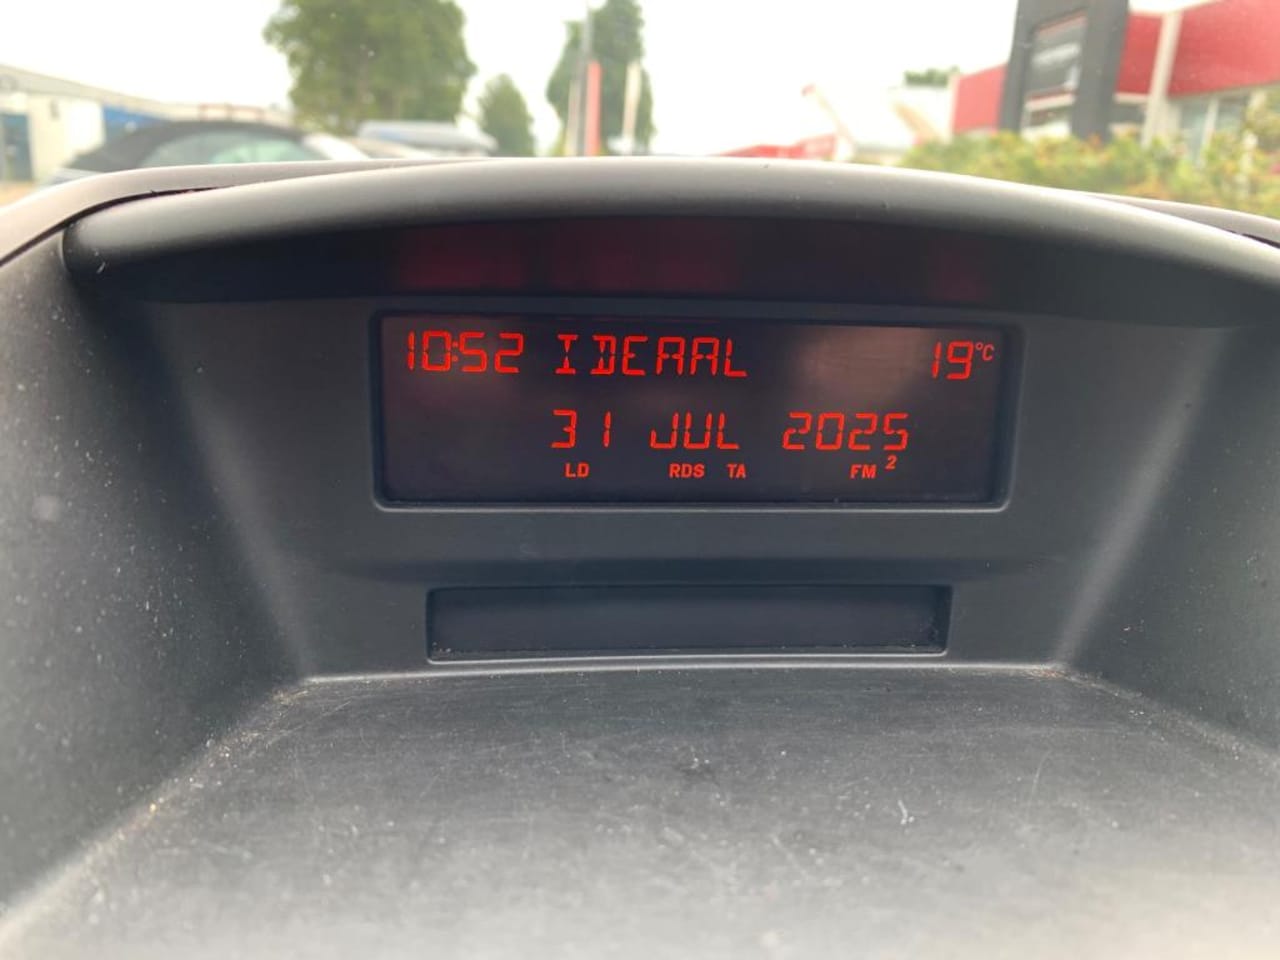 10:52 IDEAAL 19°C
31 JUL 2025
LD RDS TA FM 2